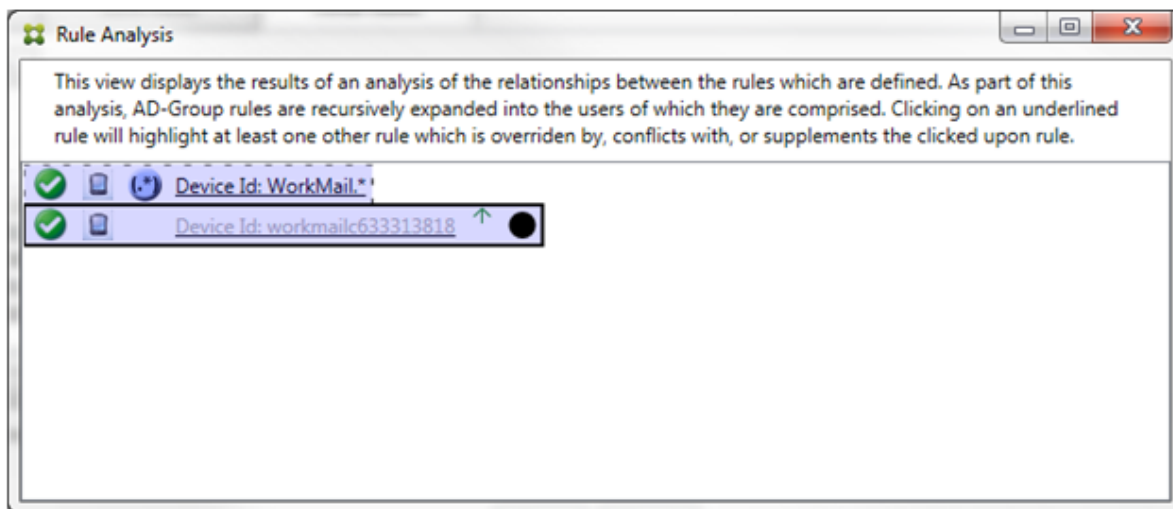 Rule Analysis
This view displays the results of an analysis of the relationships between the rules which are defined. As part of this
analysis, AD-Group rules are recursively expanded into the users of which they are comprised. Clicking on an underlined
rule will highlight at least one other rule which is overriden by, conflicts with, or supplements the clicked upon rule.
(.*) Device Id: WorkMail.*
Device Id: workmailc633313818